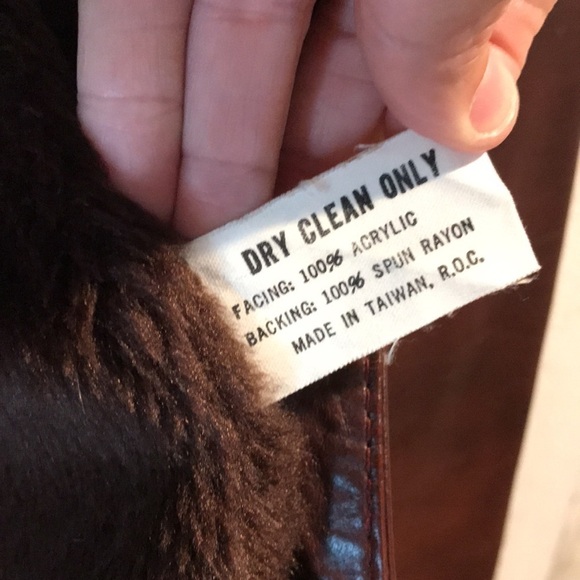 DRY CLEAN ONLY
FACING: 100% ACRYLIC
BACKING: 100% SPUN RAYON
MADE IN TAIWAN, R.O.C.